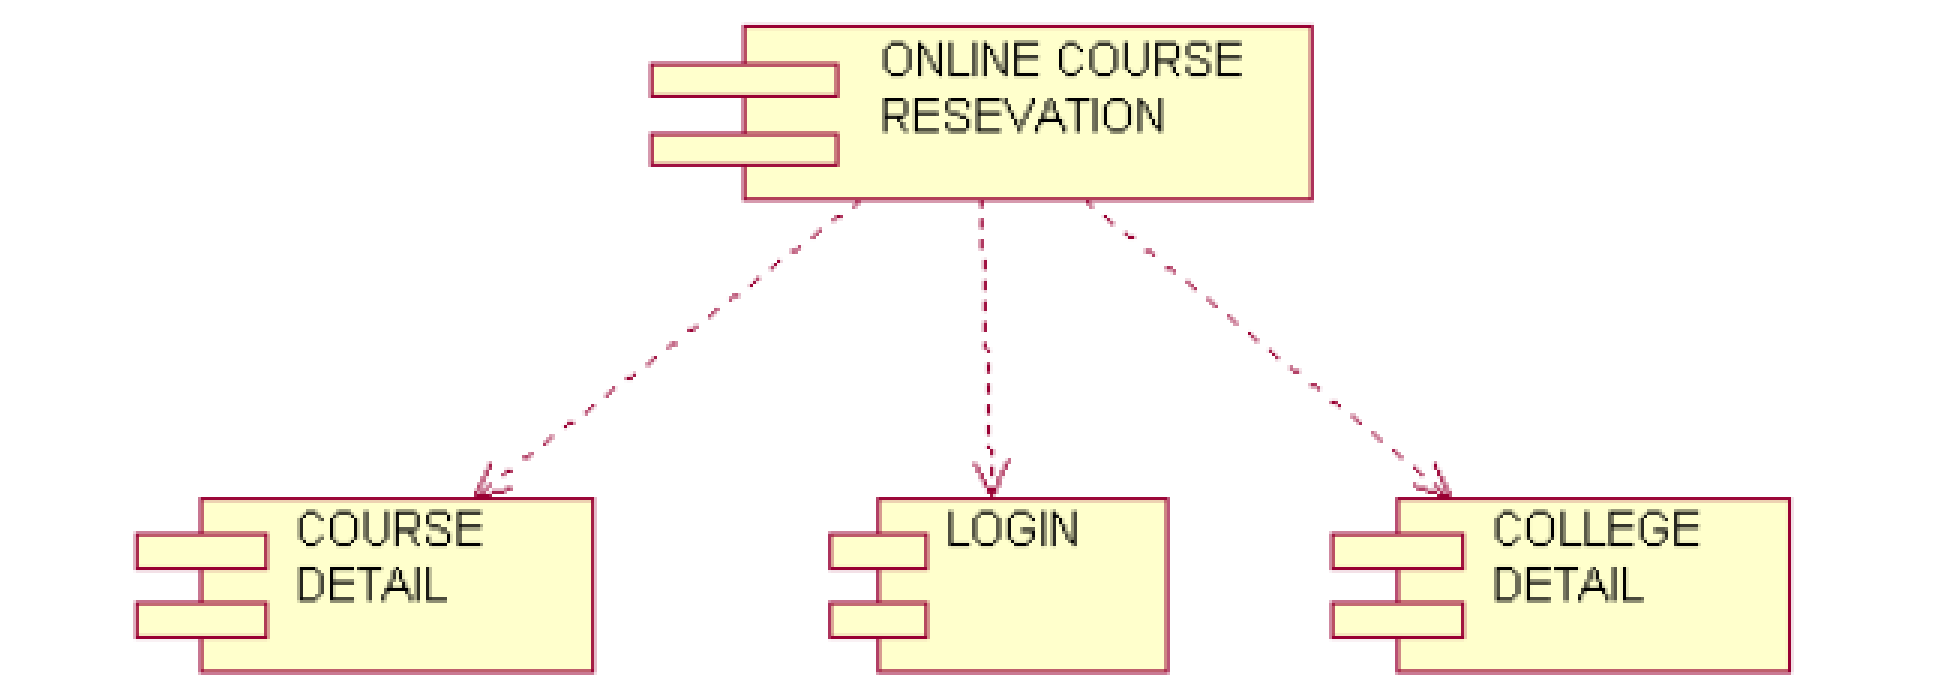 ONLINE COURSE
RESEVATION
COURSE
DETAIL
LOGIN
COLLEGE
DETAIL